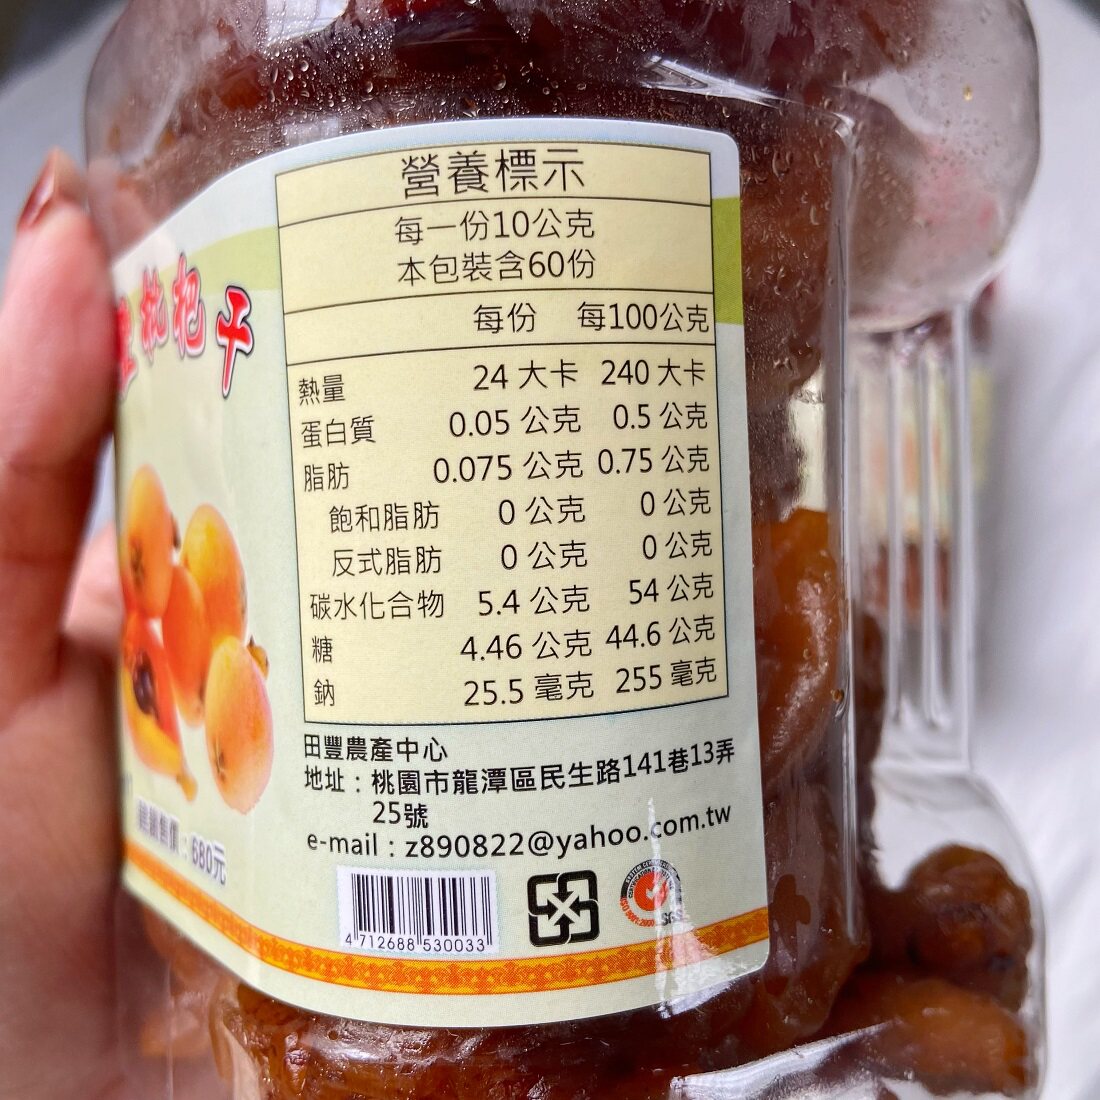 枇杷干
售價：680元
營養標示
每一份10公克
本包裝含60份
每份 每100公克
熱量 24 大卡 240 大卡
蛋白質 0.05 公克 0.5 公克
脂肪 0.075 公克 0.75 公克
飽和脂肪 0 公克 0 公克
反式脂肪 0 公克 0 公克
碳水化合物 5.4 公克 54 公克
糖 4.46 公克 44.6 公克
鈉 25.5 毫克 255 毫克
田豐農產中心
地址：桃園市龍潭區民生路141巷13弄
25號
e-mail：z890822@yahoo.com.tw
4 712688 530033
SGS